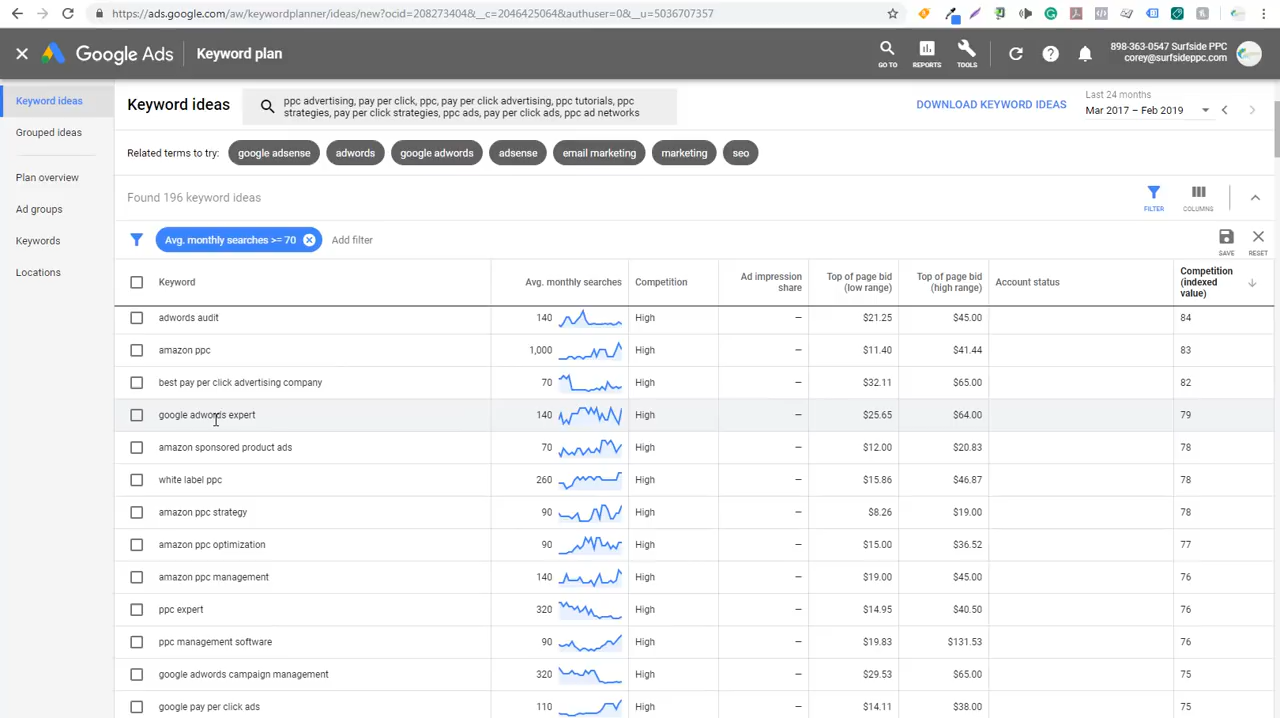 https://ads.google.com/aw/keywordplanner/ideas/new?ocid=208273404&__c=2046425064&authuser=0&__u=5036707357
Google Ads
Keyword plan
GO TO
REPORTS
TOOLS
898-363-0547 Surfside PPC
corey@surfsideppc.com
Keyword ideas
Grouped ideas
Plan overview
Ad groups
Keywords
Locations
Keyword ideas
ppc advertising, pay per click, ppc, pay per click advertising, ppc tutorials, ppc
strategies, pay per click strategies, ppc ads, pay per click ads, ppc ad networks
DOWNLOAD KEYWORD IDEAS
Last 24 months
Mar 2017 – Feb 2019
Related terms to try:
google adsense
adwords
google adwords
adsense
email marketing
marketing
seo
Found 196 keyword ideas
FILTER
COLUMNS
Avg. monthly searches >= 70
Add filter
SAVE
RESET
Keyword
Avg. monthly searches
Competition
Ad impression
share
Top of page bid
(low range)
Top of page bid
(high range)
Account status
Competition
(indexed
value)
adwords audit 140 High – $21.25 $45.00 84
amazon ppc 1,000 High – $11.40 $41.44 83
best pay per click advertising company 70 High – $32.11 $65.00 82
google adwords expert 140 High – $25.65 $64.00 79
amazon sponsored product ads 70 High – $12.00 $20.83 78
white label ppc 260 High – $15.86 $46.87 78
amazon ppc strategy 90 High – $8.26 $19.00 78
amazon ppc optimization 90 High – $15.00 $36.52 77
amazon ppc management 140 High – $19.00 $45.00 76
ppc expert 320 High – $14.95 $40.50 76
ppc management software 90 High – $19.83 $131.53 76
google adwords campaign management 320 High – $29.53 $65.00 75
google pay per click ads 110 High – $14.11 $38.00 75